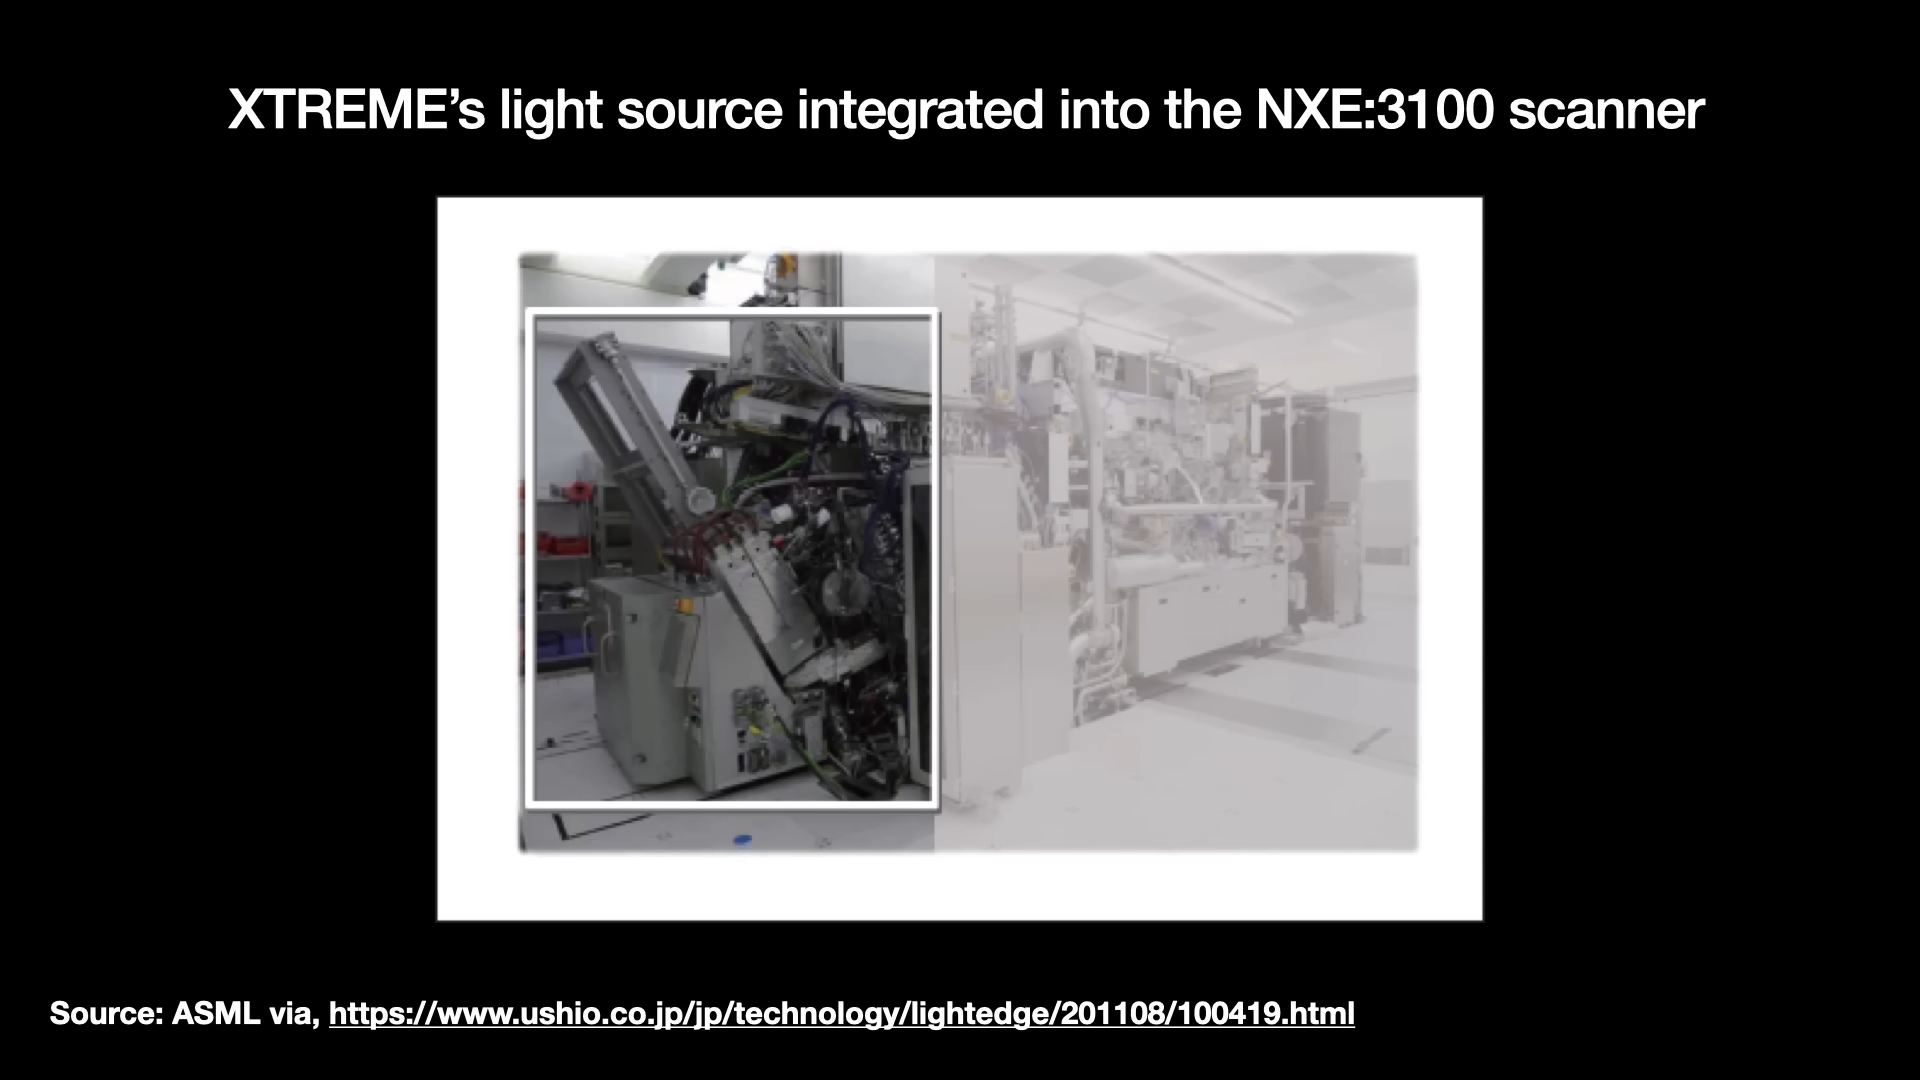 XTREME’s light source integrated into the NXE:3100 scanner
Source: ASML via, https://www.ushio.co.jp/jp/technology/lightedge/201108/100419.html